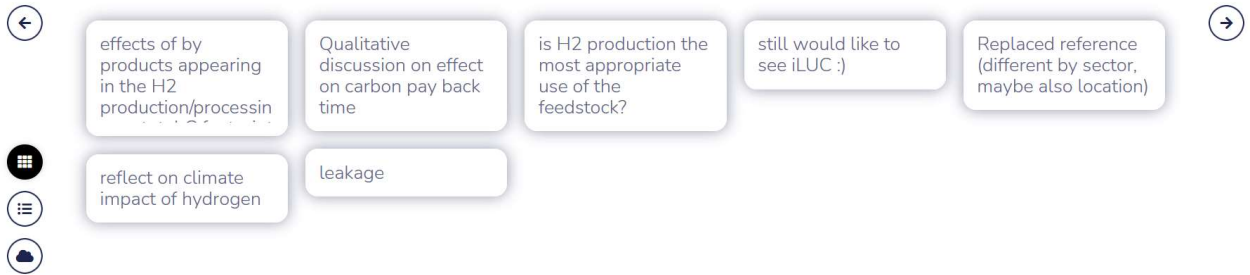 effects of by
products appearing
in the H2
production/processin
Qualitative
discussion on effect
on carbon pay back
time
is H2 production the
most appropriate
use of the
feedstock?
still would like to
see iLUC :)
Replaced reference
(different by sector,
maybe also location)
reflect on climate
impact of hydrogen
leakage